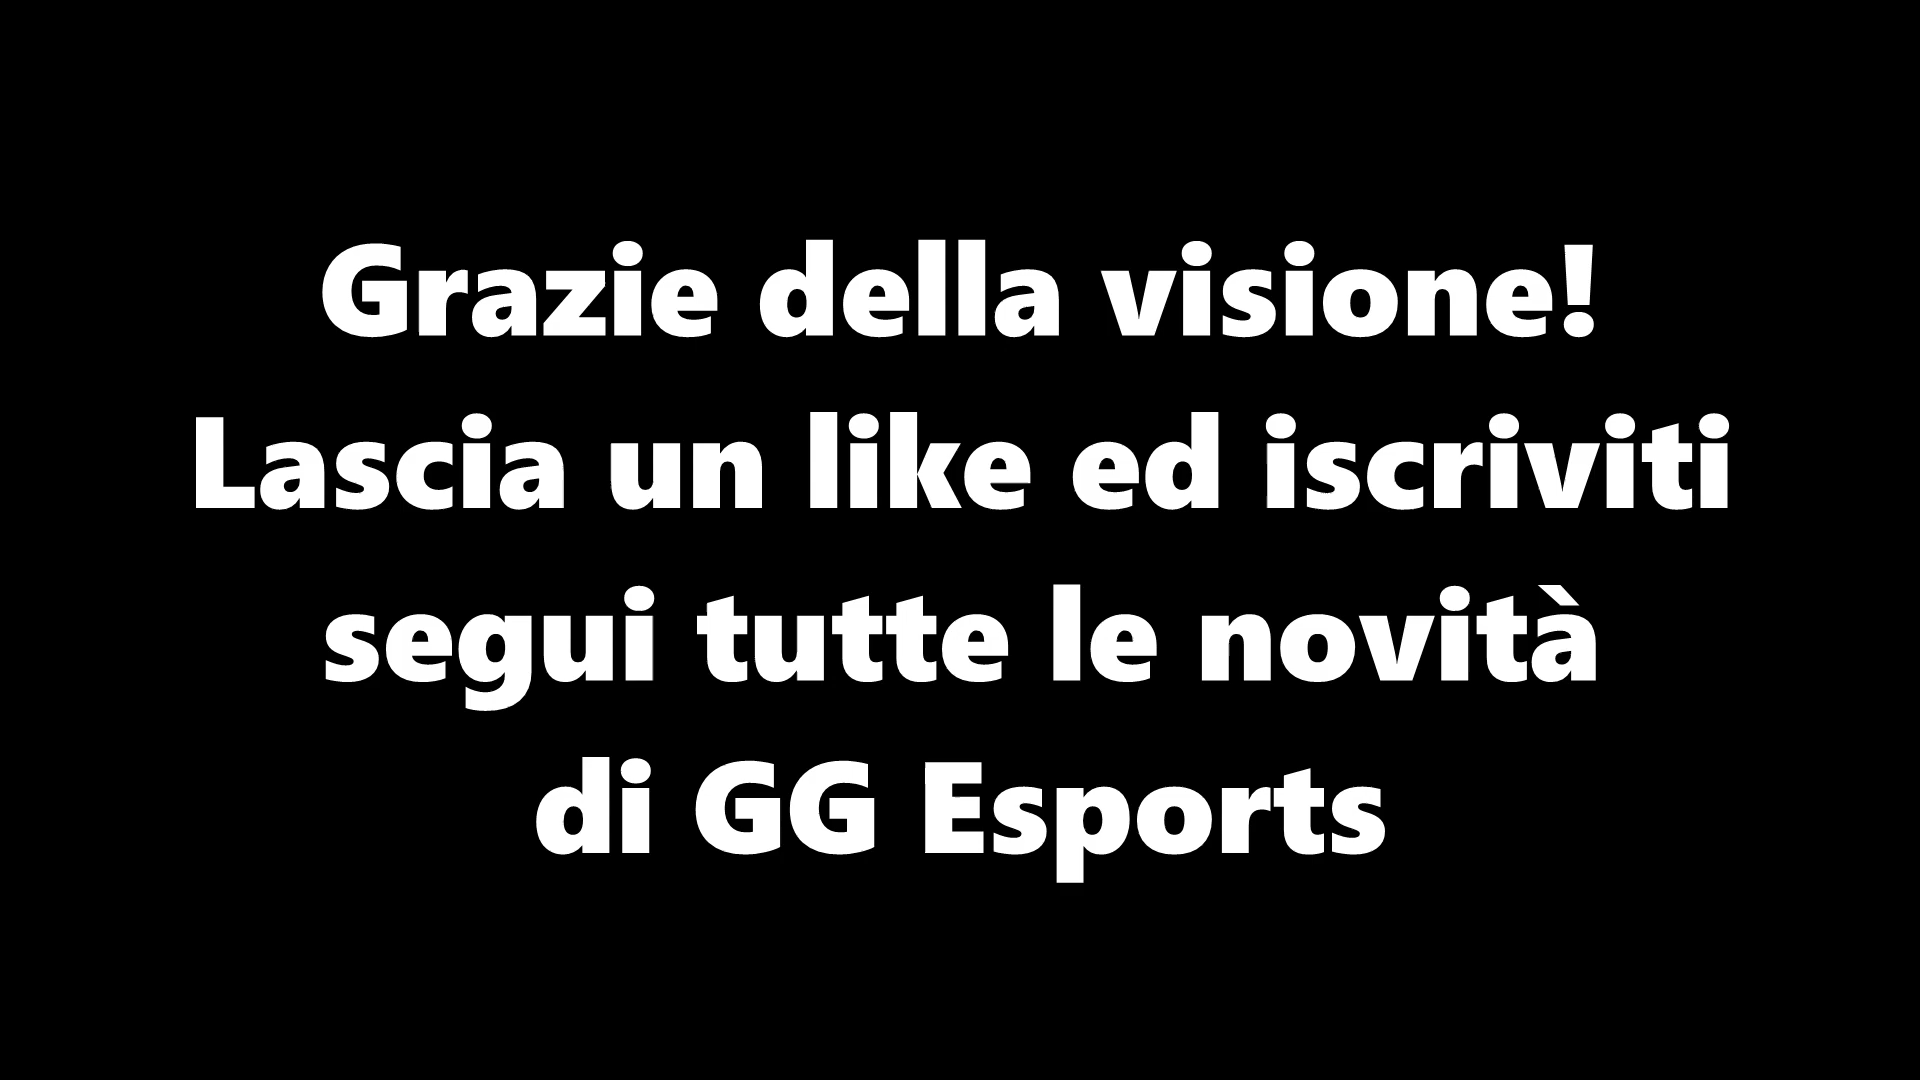 Grazie della visione!
Lascia un like ed iscriviti
segui tutte le novità
di GG Esports